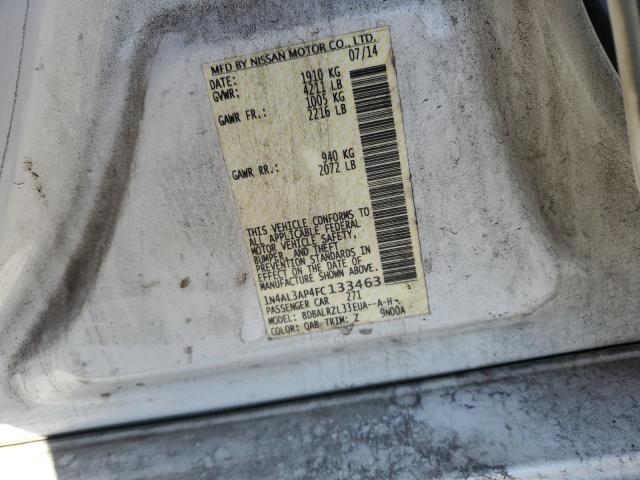 MFD BY NISSAN MOTOR CO., LTD.
DATE: 07/14
GVWR: 1910 KG
4211 LB
GAWR FR.: 1005 KG
2216 LB
GAWR RR.: 940 KG
2072 LB
THIS VEHICLE CONFORMS TO
ALL APPLICABLE FEDERAL
MOTOR VEHICLE SAFETY,
BUMPER, AND THEFT
PREVENTION STANDARDS IN
EFFECT ON THE DATE OF
MANUFACTURE SHOWN ABOVE.
1N4AL3AP4FC133463
PASSENGER CAR 271
MODEL: BDBALRZL33EUA--A-H-
COLOR: QAB TRIM: Z 9N00A